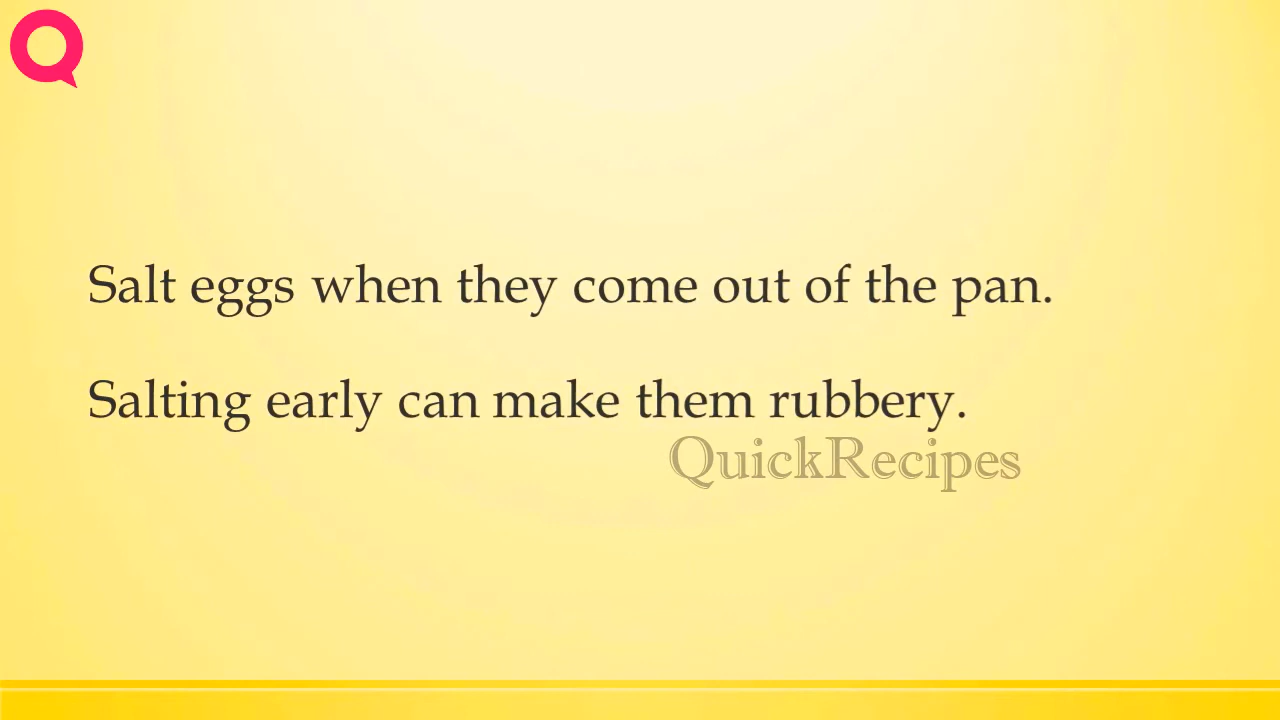 Salt eggs when they come out of the pan.
Salting early can make them rubbery.
QuickRecipes